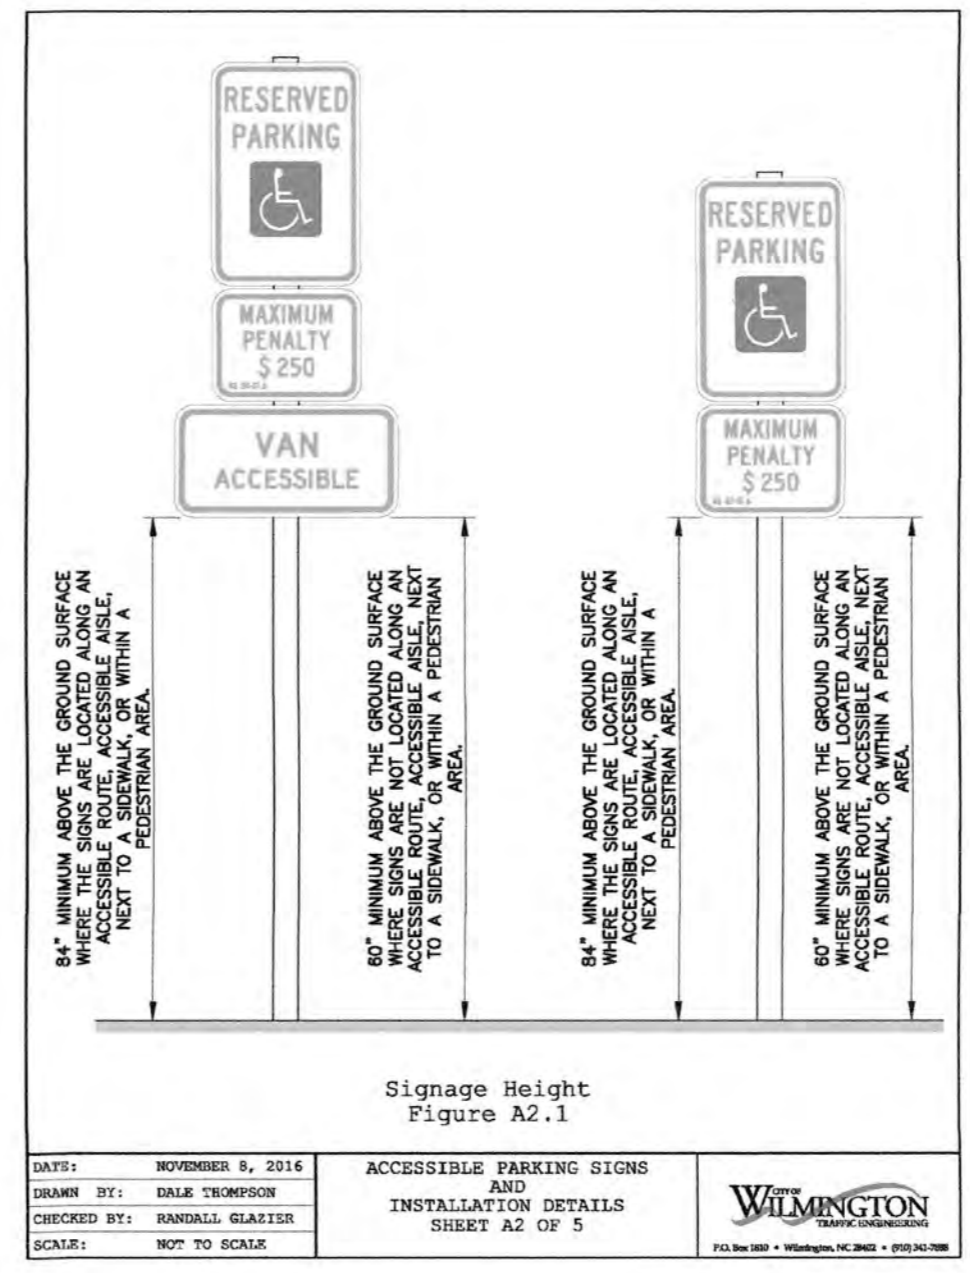 RESERVED
PARKING
MAXIMUM
PENALTY
$ 250
VAN
ACCESSIBLE
RESERVED
PARKING
MAXIMUM
PENALTY
$ 250
84" MINIMUM ABOVE THE GROUND SURFACE
WHERE THE SIGNS ARE LOCATED ALONG AN
ACCESSIBLE ROUTE, ACCESSIBLE AISLE,
NEXT TO A SIDEWALK, OR WITHIN A
PEDESTRIAN AREA.
60" MINIMUM ABOVE THE GROUND SURFACE
WHERE SIGNS ARE NOT LOCATED ALONG AN
ACCESSIBLE ROUTE, ACCESSIBLE AISLE, NEXT
TO A SIDEWALK, OR WITHIN A PEDESTRIAN
AREA.
84" MINIMUM ABOVE THE GROUND SURFACE
WHERE THE SIGNS ARE LOCATED ALONG AN
ACCESSIBLE ROUTE, ACCESSIBLE AISLE,
NEXT TO A SIDEWALK, OR WITHIN A
PEDESTRIAN AREA.
60" MINIMUM ABOVE THE GROUND SURFACE
WHERE SIGNS ARE NOT LOCATED ALONG AN
ACCESSIBLE ROUTE, ACCESSIBLE AISLE, NEXT
TO A SIDEWALK, OR WITHIN A PEDESTRIAN
AREA.
Signage Height
Figure A2.1
DATE: NOVEMBER 8, 2016
DRAWN BY: DALE THOMPSON
CHECKED BY: RANDALL GLAZIER
SCALE: NOT TO SCALE
ACCESSIBLE PARKING SIGNS
AND
INSTALLATION DETAILS
SHEET A2 OF 5
CITY OF
WILMINGTON
TRAFFIC ENGINEERING
P.O. Box 1810 • Wilmington, NC 28402 • (910) 341-7888